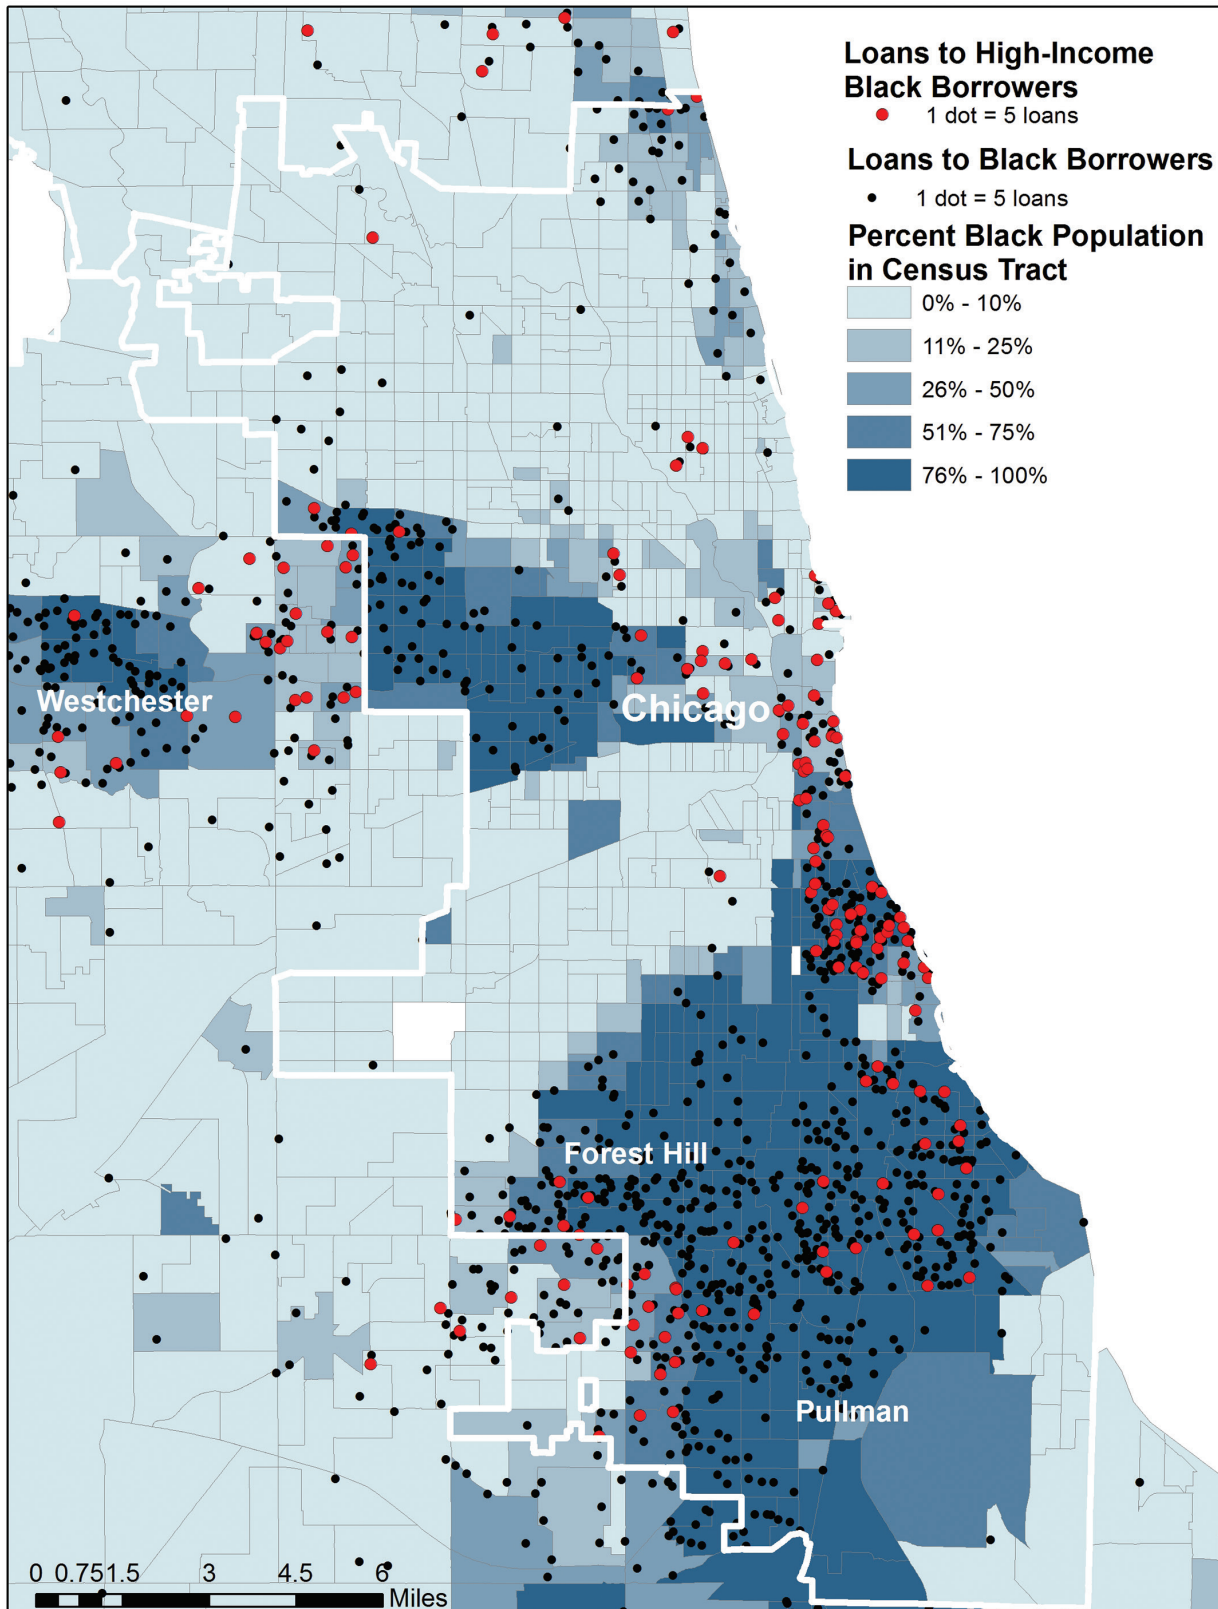 Loans to High-Income
Black Borrowers
1 dot = 5 loans
Loans to Black Borrowers
1 dot = 5 loans
Percent Black Population
in Census Tract
0% - 10%
11% - 25%
26% - 50%
51% - 75%
76% - 100%
Westchester
Chicago
Forest Hill
Pullman
0 0.75 1.5 3 4.5 6
Miles